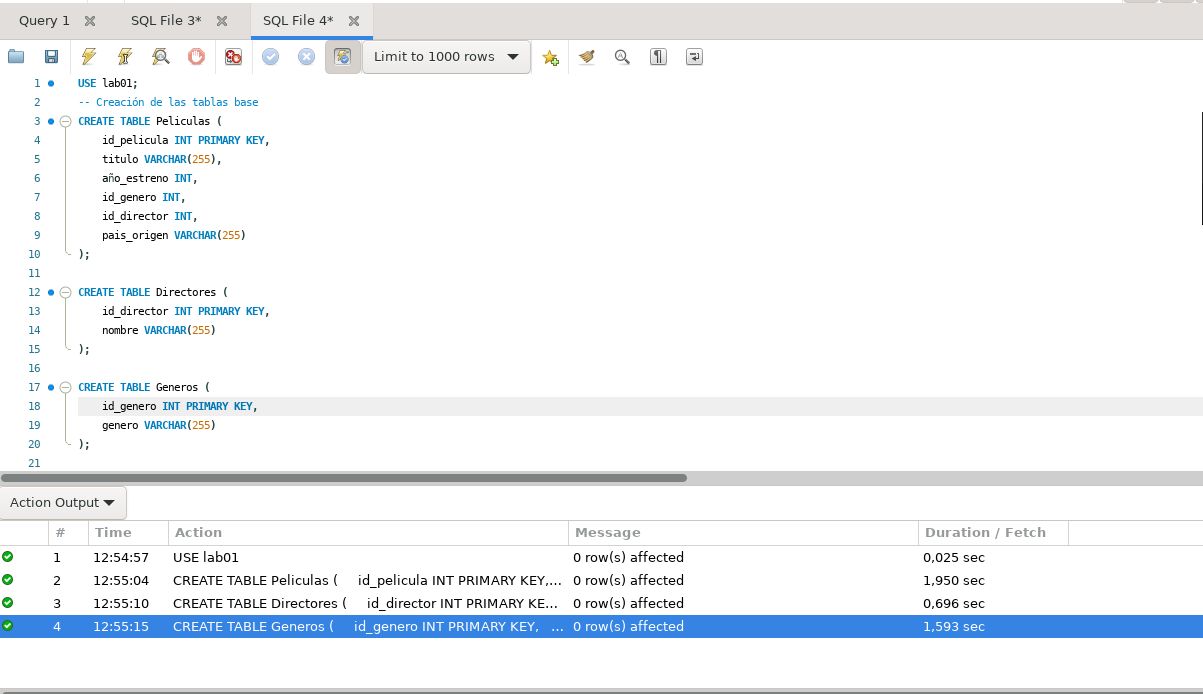 Query 1 SQL File 3* SQL File 4*
Limit to 1000 rows
1 USE lab01;
2 -- Creación de las tablas base
3 CREATE TABLE Peliculas (
4 id_pelicula INT PRIMARY KEY,
5 titulo VARCHAR(255),
6 año_estreno INT,
7 id_genero INT,
8 id_director INT,
9 pais_origen VARCHAR(255)
10 );
11
12 CREATE TABLE Directores (
13 id_director INT PRIMARY KEY,
14 nombre VARCHAR(255)
15 );
16
17 CREATE TABLE Generos (
18 id_genero INT PRIMARY KEY,
19 genero VARCHAR(255)
20 );
21
Action Output
# Time Action Message Duration / Fetch
1 12:54:57 USE lab01 0 row(s) affected 0,025 sec
2 12:55:04 CREATE TABLE Peliculas ( id_pelicula INT PRIMARY KEY,... 0 row(s) affected 1,950 sec
3 12:55:10 CREATE TABLE Directores ( id_director INT PRIMARY KE... 0 row(s) affected 0,696 sec
4 12:55:15 CREATE TABLE Generos ( id_genero INT PRIMARY KEY, ... 0 row(s) affected 1,593 sec